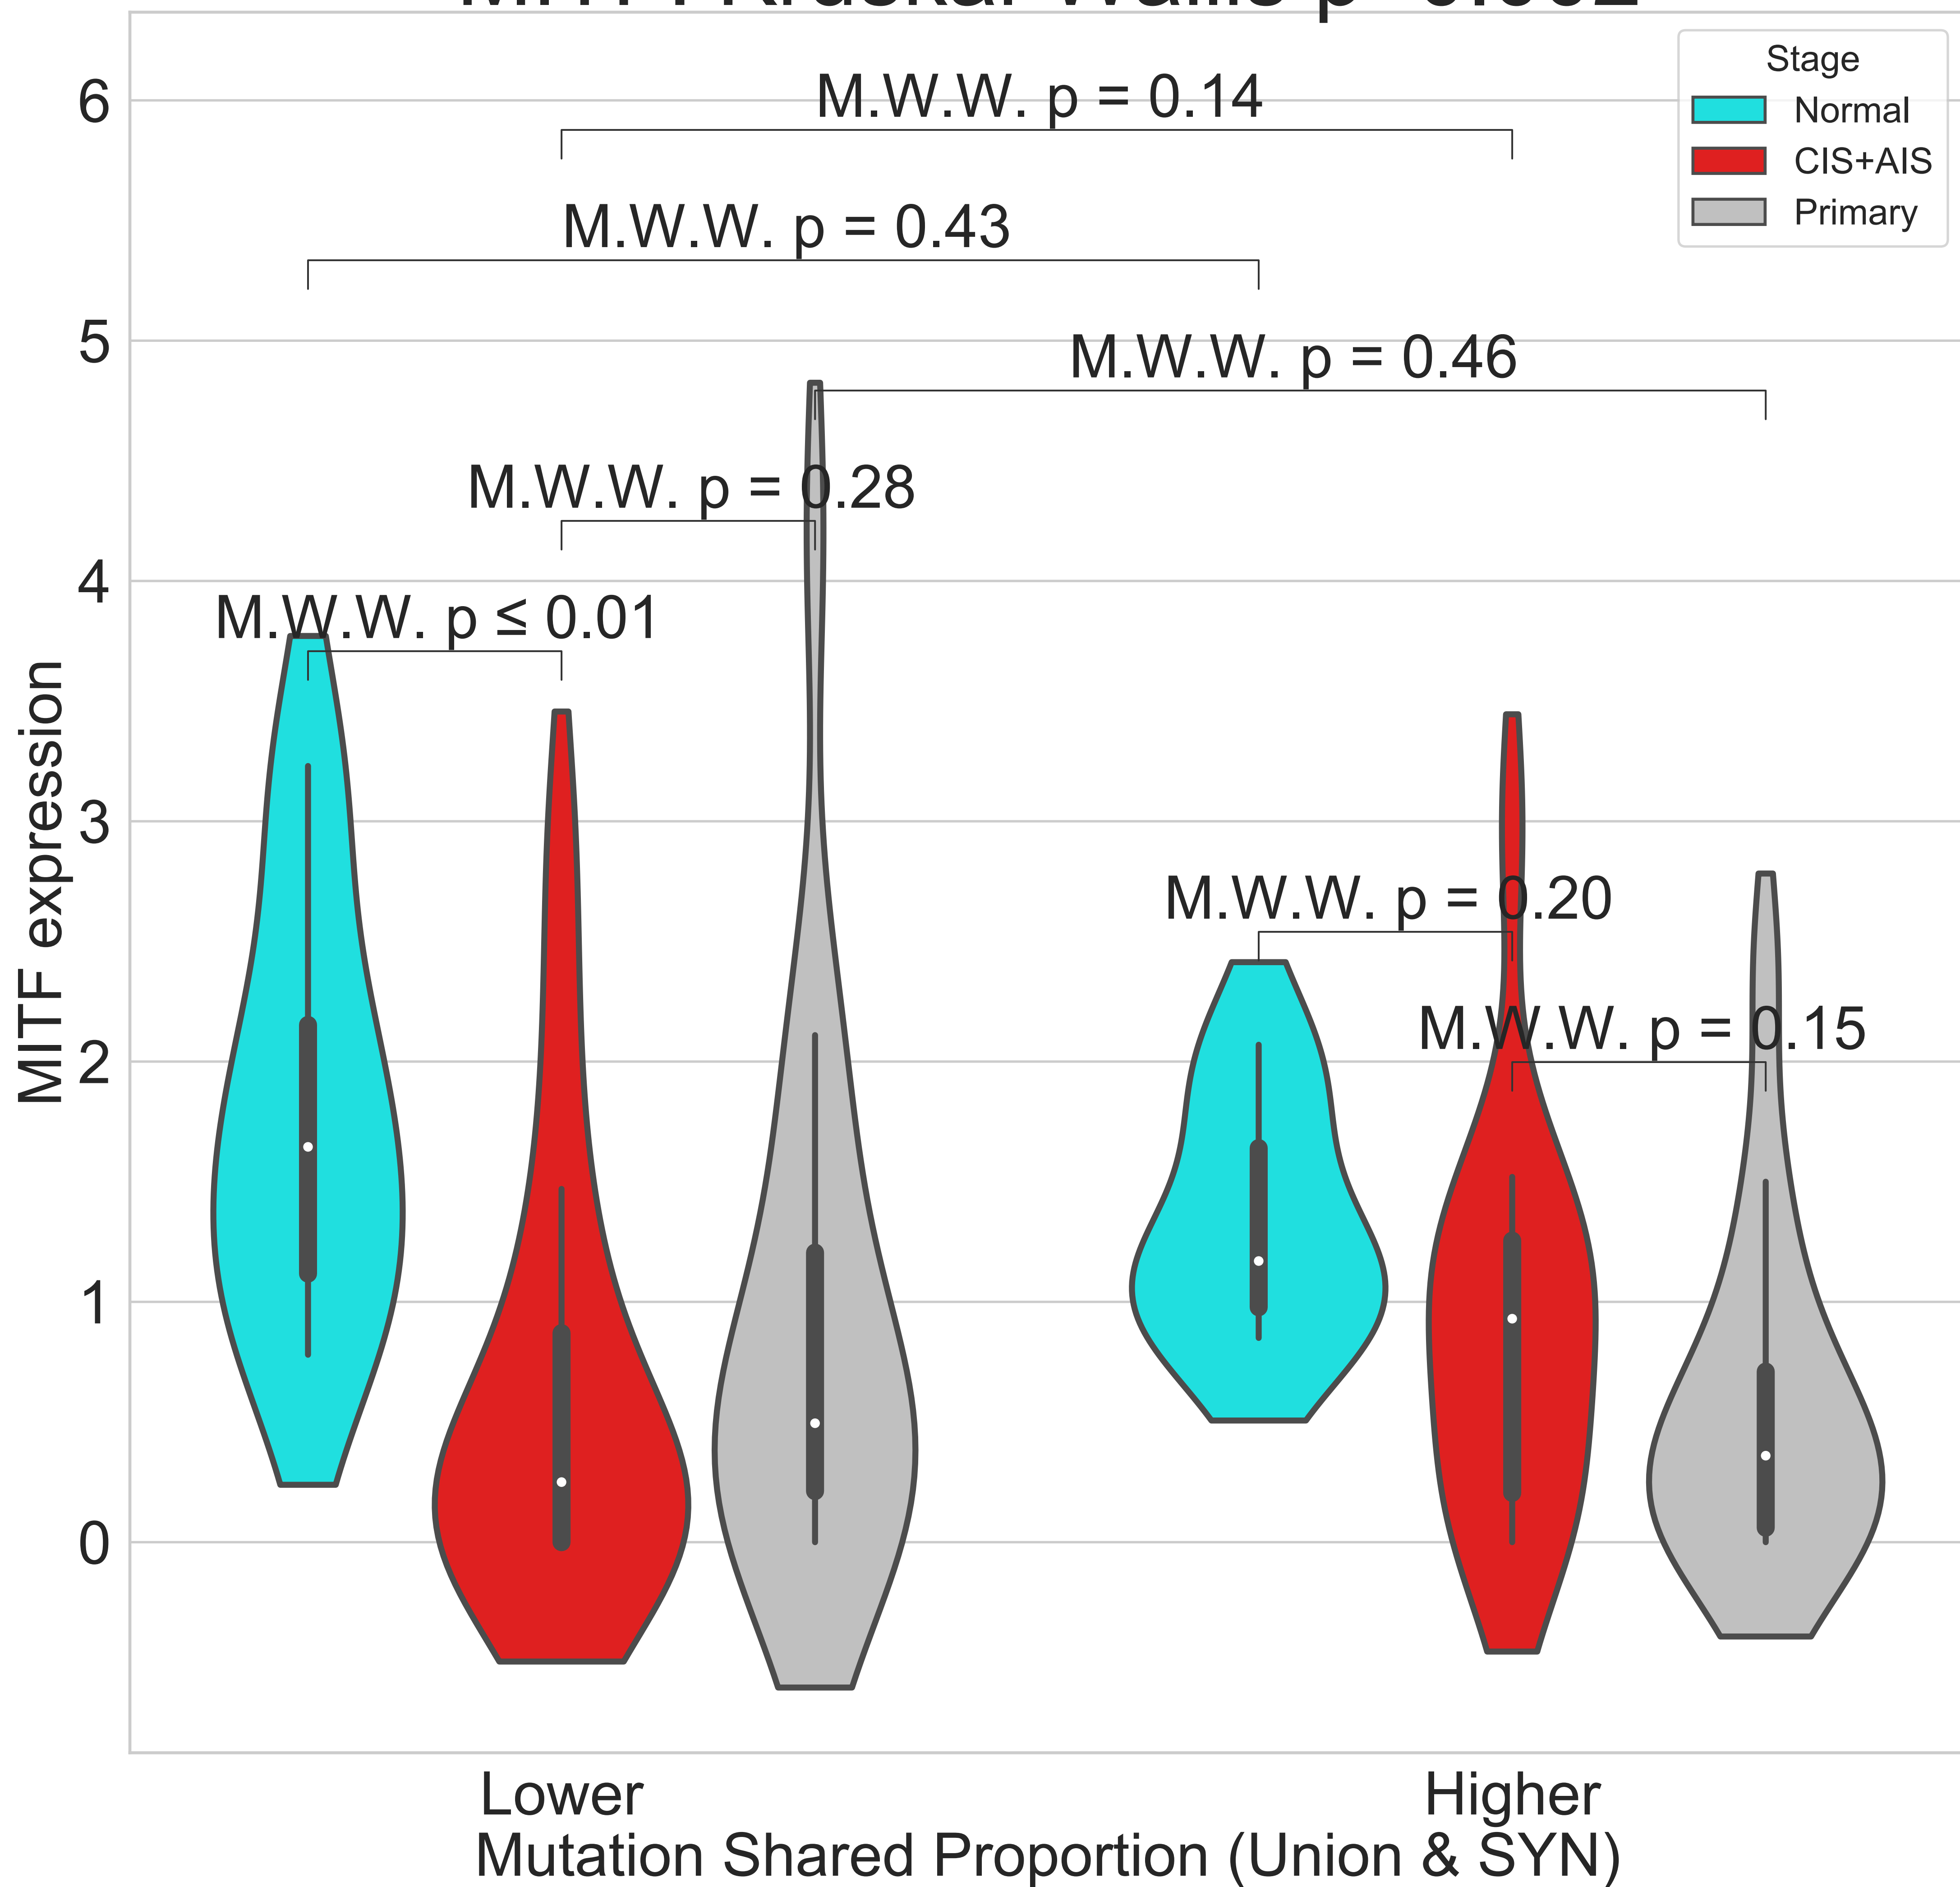 Stage
Normal
CIS+AIS
Primary
M.W.W. p = 0.14
M.W.W. p = 0.43
M.W.W. p = 0.46
M.W.W. p = 0.28
M.W.W. p ≤ 0.01
M.W.W. p = 0.20
M.W.W. p = 0.15
6
5
4
3
2
1
0
MITF expression
Lower
Higher
Mutation Shared Proportion (Union & SYN)